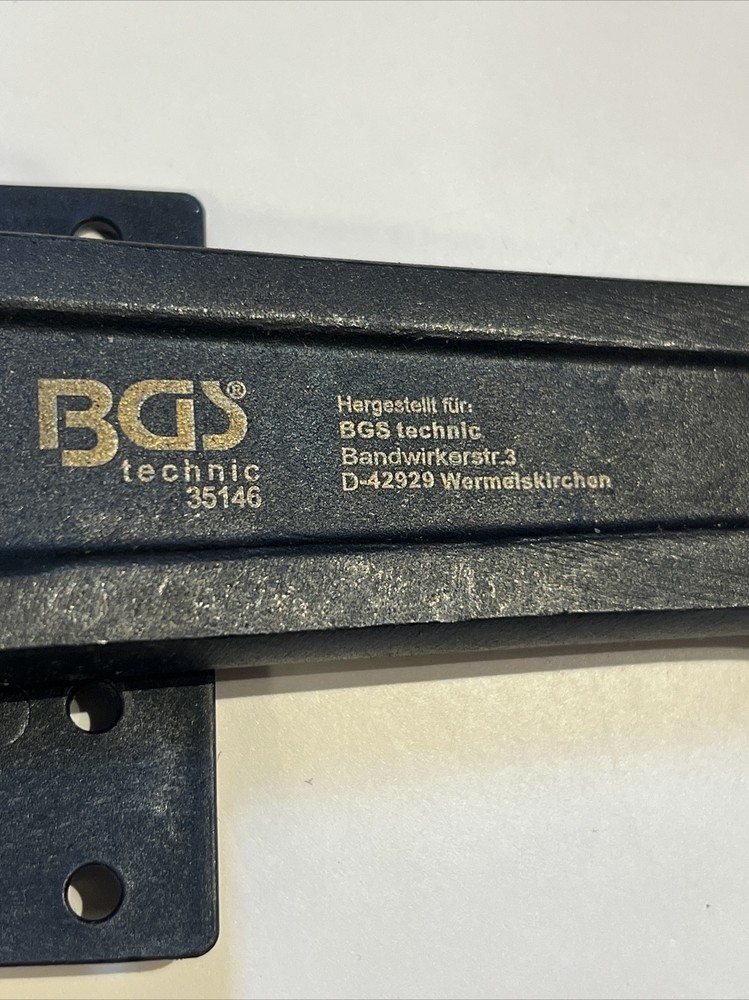 BGS®
technic
35146
Hergestellt für:
BGS technic
Bandwirkerstr.3
D-42929 Wermelskirchen